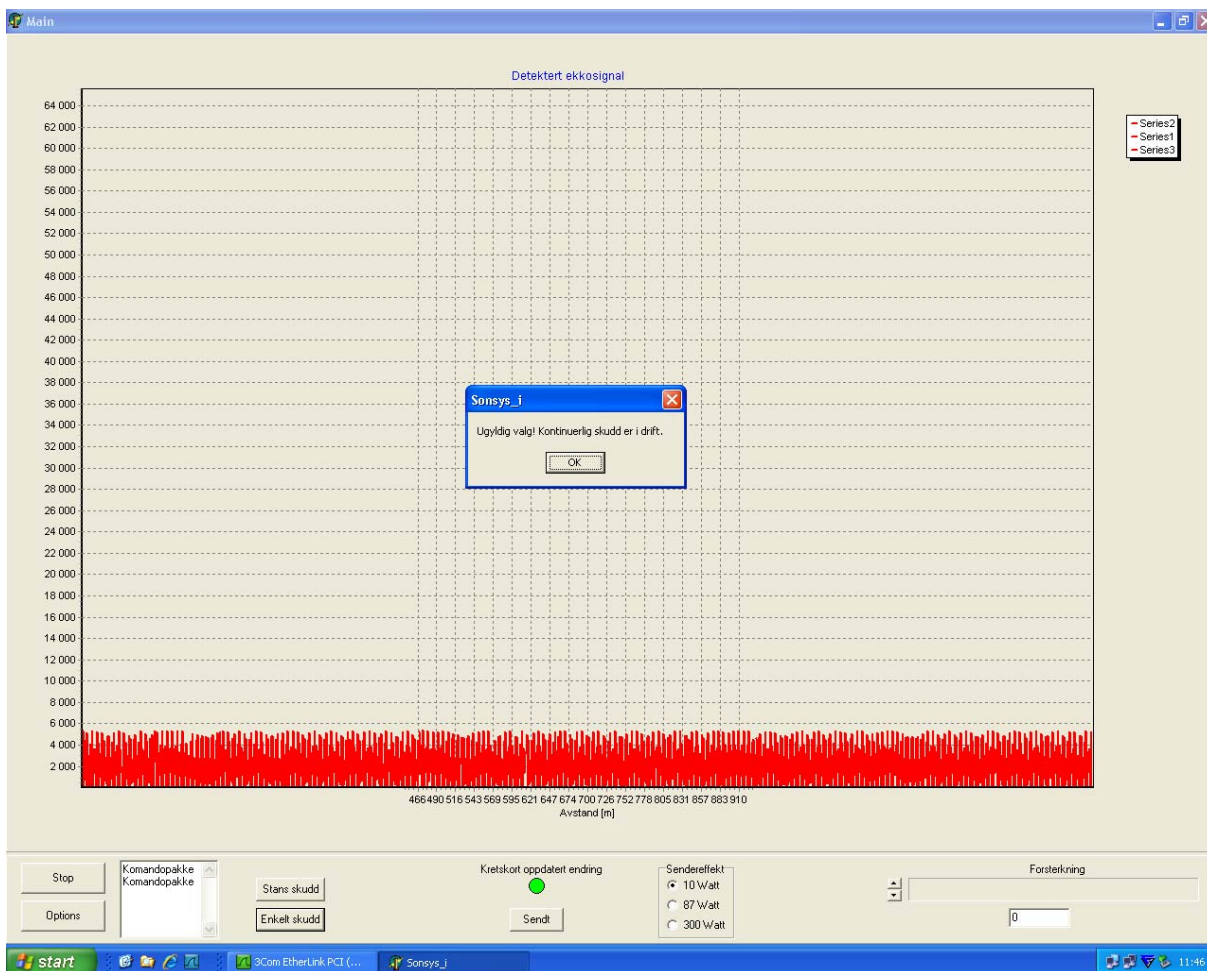 Main
Detektert ekkosignal
64 000
62 000
60 000
58 000
56 000
54 000
52 000
50 000
48 000
46 000
44 000
42 000
40 000
38 000
36 000
34 000
32 000
30 000
28 000
26 000
24 000
22 000
20 000
18 000
16 000
14 000
12 000
10 000
8 000
6 000
4 000
2 000
Series2
Series1
Series3
Sonsys_i
Ugyldig valg! Kontinuerlig skudd er i drift.
OK
466 490 516 543 569 595 621 647 674 700 726 752 778 805 831 857 883 910
Avstand [m]
Stop
Options
Komandopakke
Komandopakke
Stans skudd
Enkelt skudd
Kretskort oppdatert endring
Sendt
Sendereffekt
10 Watt
87 Watt
300 Watt
Forsterkning
0
start
3Com EtherLink PCI (...
Sonsys_i
11:46